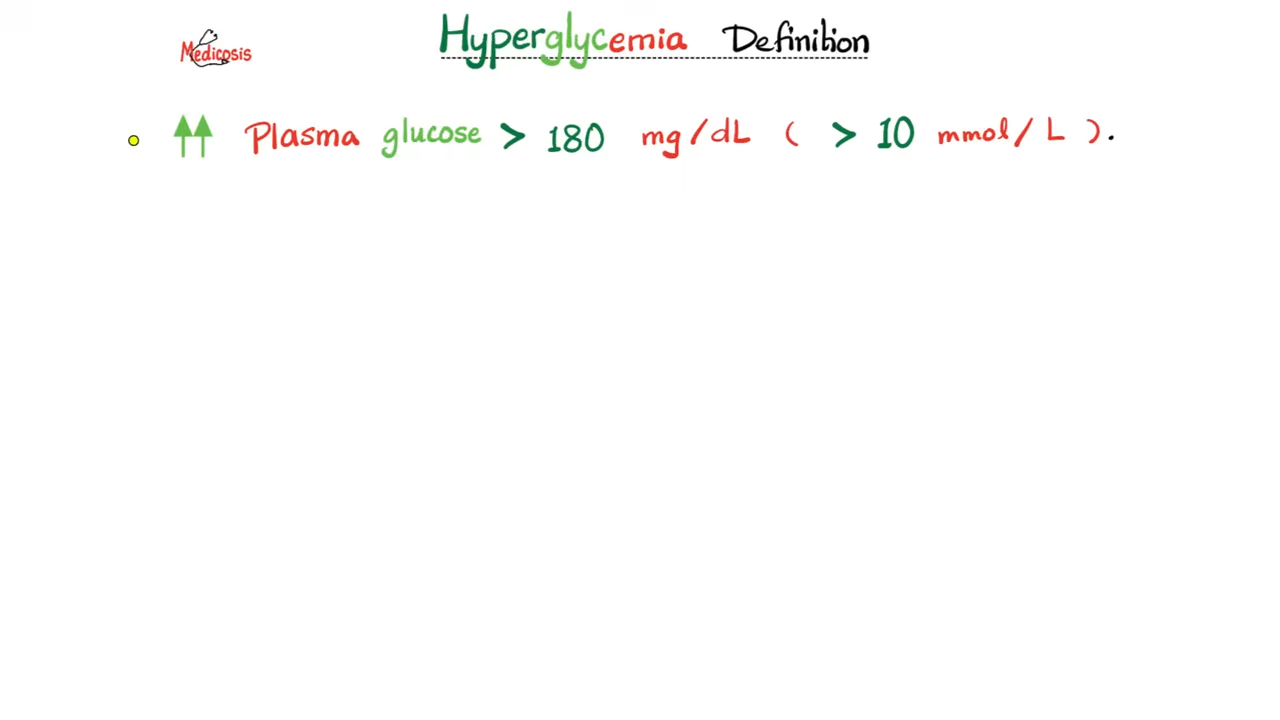 Medicosis
Hyperglycemia Definition
↑↑ Plasma glucose > 180 mg/dL ( > 10 mmol/L ).